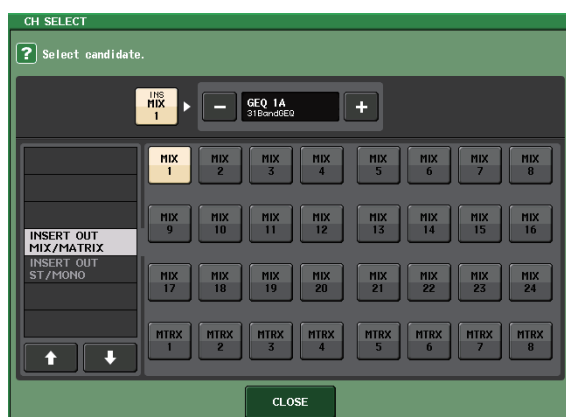 CH SELECT
? Select candidate.
INS
MIX
1
GEQ 1A
31BandGEQ
INSERT OUT
MIX/MATRIX
INSERT OUT
ST/MONO
MIX 1
MIX 2
MIX 3
MIX 4
MIX 5
MIX 6
MIX 7
MIX 8
MIX 9
MIX 10
MIX 11
MIX 12
MIX 13
MIX 14
MIX 15
MIX 16
MIX 17
MIX 18
MIX 19
MIX 20
MIX 21
MIX 22
MIX 23
MIX 24
MTRX 1
MTRX 2
MTRX 3
MTRX 4
MTRX 5
MTRX 6
MTRX 7
MTRX 8
CLOSE